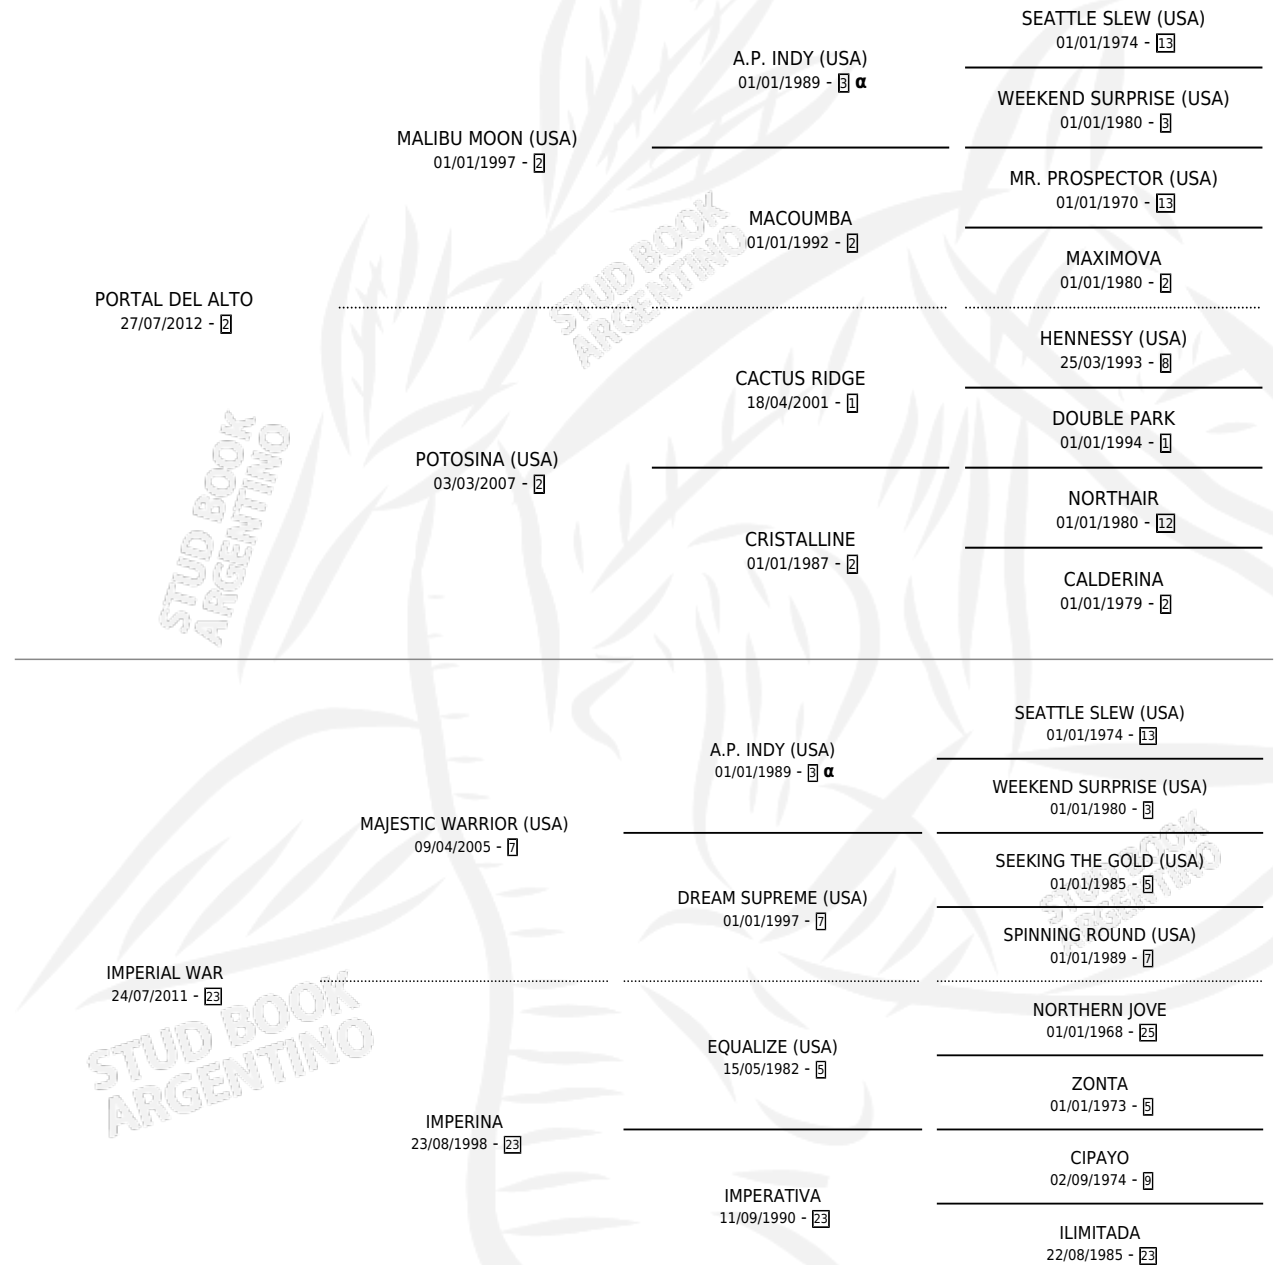 SEATTLE SLEW (USA)
01/01/1974 - 13
A.P. INDY (USA)
01/01/1989 - 3 α
WEEKEND SURPRISE (USA)
01/01/1980 - 3
MALIBU MOON (USA)
01/01/1997 - 2
MR. PROSPECTOR (USA)
01/01/1970 - 13
MACOUMBA
01/01/1992 - 2
MAXIMOVA
01/01/1980 - 2
PORTAL DEL ALTO
27/07/2012 - 2
HENNESSY (USA)
25/03/1993 - 8
CACTUS RIDGE
18/04/2001 - 1
DOUBLE PARK
01/01/1994 - 1
POTOSINA (USA)
03/03/2007 - 2
NORTHAIR
01/01/1980 - 12
CRISTALLINE
01/01/1987 - 2
CALDERINA
01/01/1979 - 2
SEATTLE SLEW (USA)
01/01/1974 - 13
A.P. INDY (USA)
01/01/1989 - 3 α
WEEKEND SURPRISE (USA)
01/01/1980 - 3
MAJESTIC WARRIOR (USA)
09/04/2005 - 7
SEEKING THE GOLD (USA)
01/01/1985 - 5
DREAM SUPREME (USA)
01/01/1997 - 7
SPINNING ROUND (USA)
01/01/1989 - 7
IMPERIAL WAR
24/07/2011 - 23
NORTHERN JOVE
01/01/1968 - 25
EQUALIZE (USA)
15/05/1982 - 5
ZONTA
01/01/1973 - 5
IMPERINA
23/08/1998 - 23
CIPAYO
02/09/1974 - 9
IMPERATIVA
11/09/1990 - 23
ILIMITADA
22/08/1985 - 23
STUD BOOK
ARGENTINO
STUD BOOK
ARGENTINO
STUD BOOK
ARGENTINO
STUD BOOK
ARGENTINO